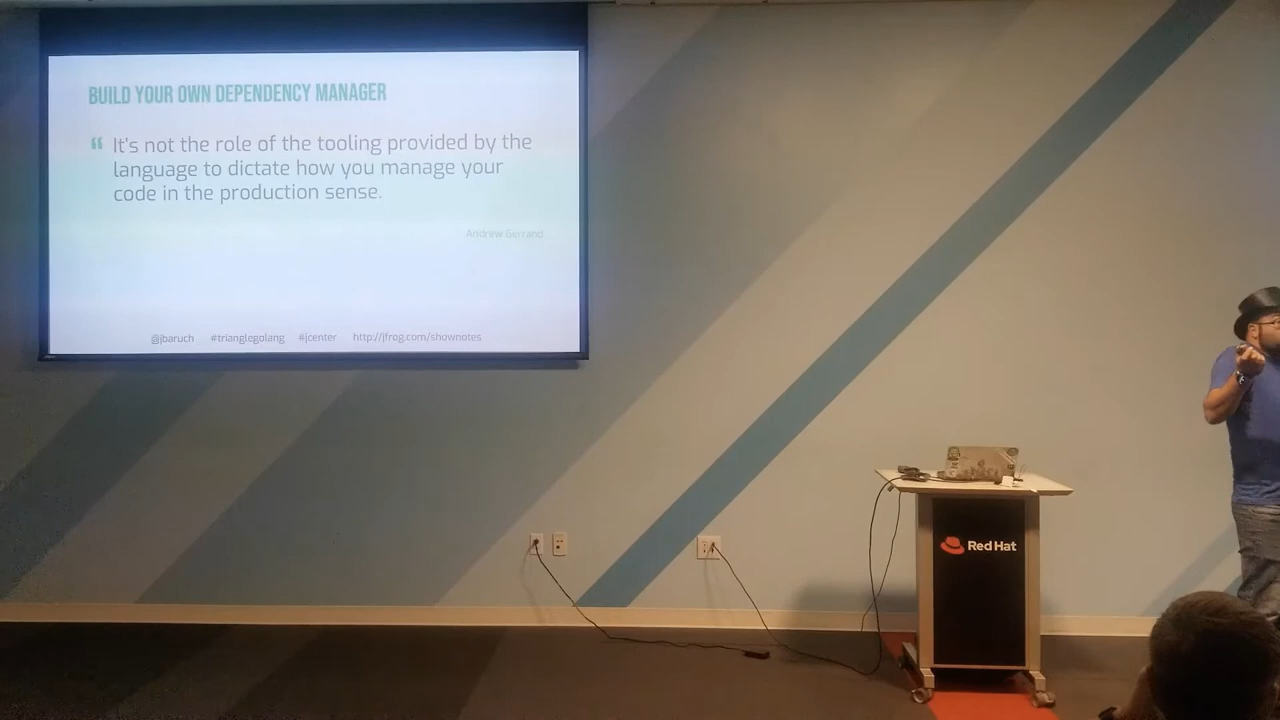 BUILD YOUR OWN DEPENDENCY MANAGER
“ It's not the role of the tooling provided by the
language to dictate how you manage your
code in the production sense.
Andrew Gerrand
@jbaruch #trianglegolang #jcenter http://jfrog.com/shownotes
Red Hat